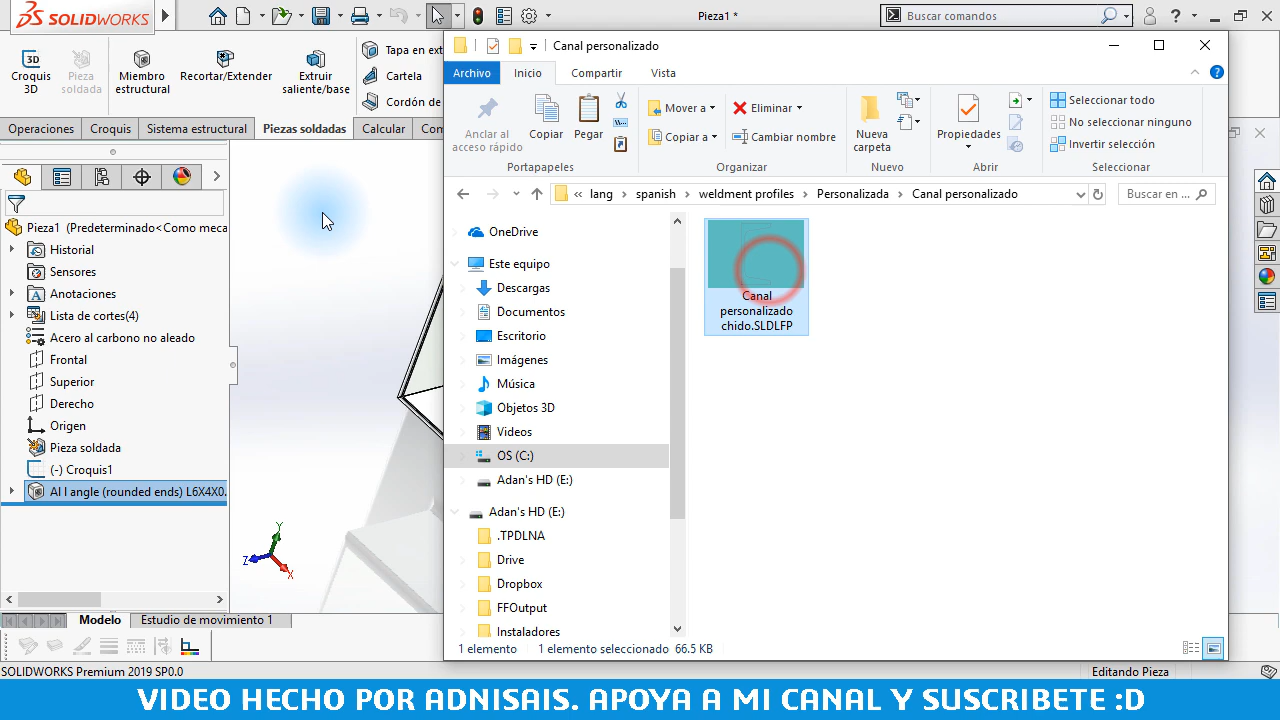 SOLIDWORKS
Pieza1 *
Buscar comandos
Croquis 3D
Pieza soldada
Miembro estructural
Recortar/Extender
Extruir saliente/base
Tapa en ext
Cartela
Cordón de
Operaciones
Croquis
Sistema estructural
Piezas soldadas
Calcular
Com
Pieza1 (Predeterminado<Como meca
Historial
Sensores
Anotaciones
Lista de cortes(4)
Acero al carbono no aleado
Frontal
Superior
Derecho
Origen
Pieza soldada
(-) Croquis1
Al I angle (rounded ends) L6X4X0.
Y
Z
X
Modelo
Estudio de movimiento 1
SOLIDWORKS Premium 2019 SP0.0
Editando Pieza
Canal personalizado
Archivo
Inicio
Compartir
Vista
Anclar al acceso rápido
Copiar
Pegar
Portapapeles
Mover a
Copiar a
Eliminar
Cambiar nombre
Organizar
Nueva carpeta
Nuevo
Propiedades
Abrir
Seleccionar todo
No seleccionar ninguno
Invertir selección
Seleccionar
« lang > spanish > weldment profiles > Personalizada > Canal personalizado
Buscar en ...
OneDrive
Este equipo
Descargas
Documentos
Escritorio
Imágenes
Música
Objetos 3D
Videos
OS (C:)
Adan's HD (E:)
Adan's HD (E:)
.TPDLNA
Drive
Dropbox
FFOutput
Instaladores
Canal
personalizado
chido.SLDLFP
1 elemento
1 elemento seleccionado 66.5 KB
VIDEO HECHO POR ADNISAIS. APOYA A MI CANAL Y SUSCRIBETE :D